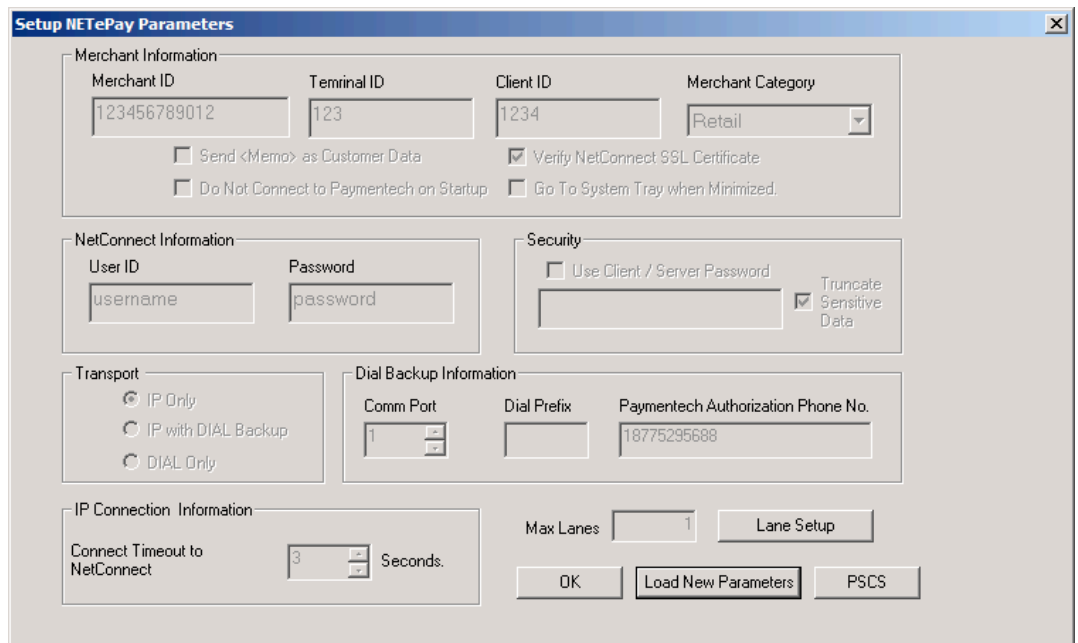 Setup NETePay Parameters
Merchant Information
Merchant ID Temrinal ID Client ID Merchant Category
123456789012 123 1234 Retail
Send <Memo> as Customer Data Verify NetConnect SSL Certificate
Do Not Connect to Paymentech on Startup Go To System Tray when Minimized.
NetConnect Information Security
User ID Password Use Client / Server Password
username password Truncate
Sensitive
Data
Transport Dial Backup Information
IP Only Comm Port Dial Prefix Paymentech Authorization Phone No.
IP with DIAL Backup 1 18775295688
DIAL Only
IP Connection Information
Max Lanes 1 Lane Setup
Connect Timeout to
NetConnect 3 Seconds.
OK Load New Parameters PSCS